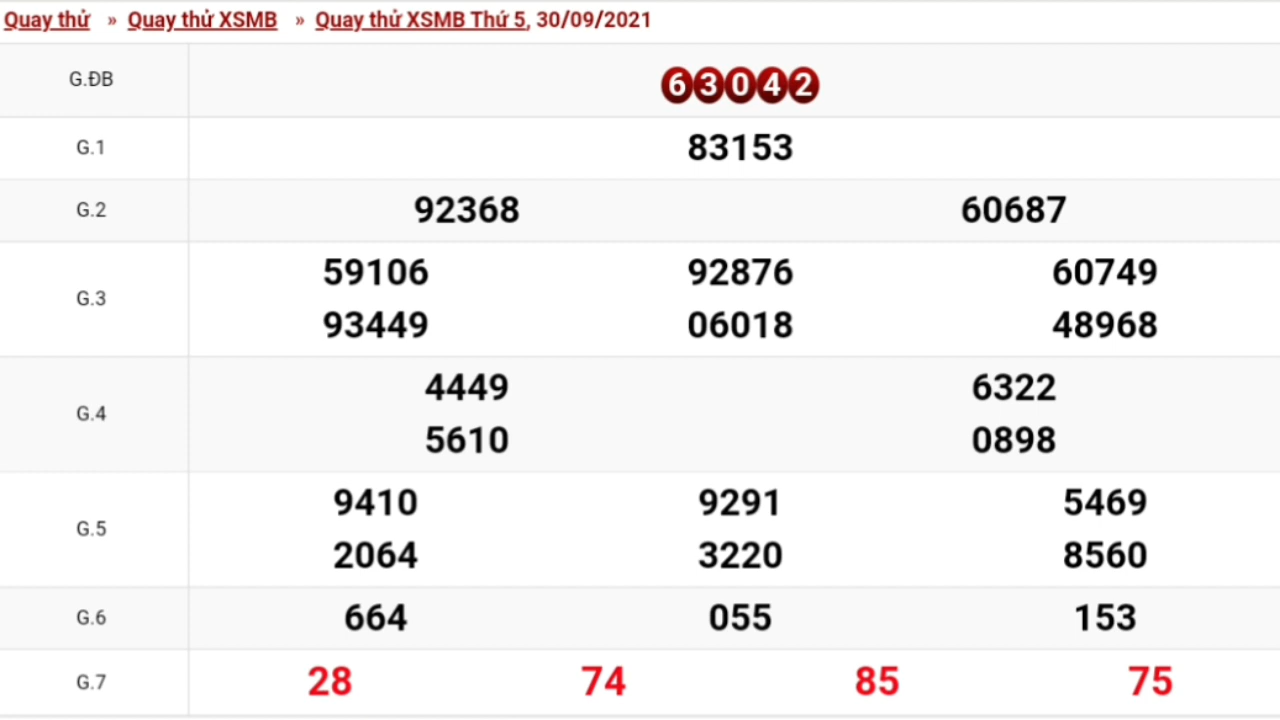 Quay thử » Quay thử XSMB » Quay thử XSMB Thứ 5, 30/09/2021
G.ĐB 63042
G.1 83153
G.2 92368 60687
G.3 59106 92876 60749
93449 06018 48968
G.4 4449 6322
5610 0898
G.5 9410 9291 5469
2064 3220 8560
G.6 664 055 153
G.7 28 74 85 75